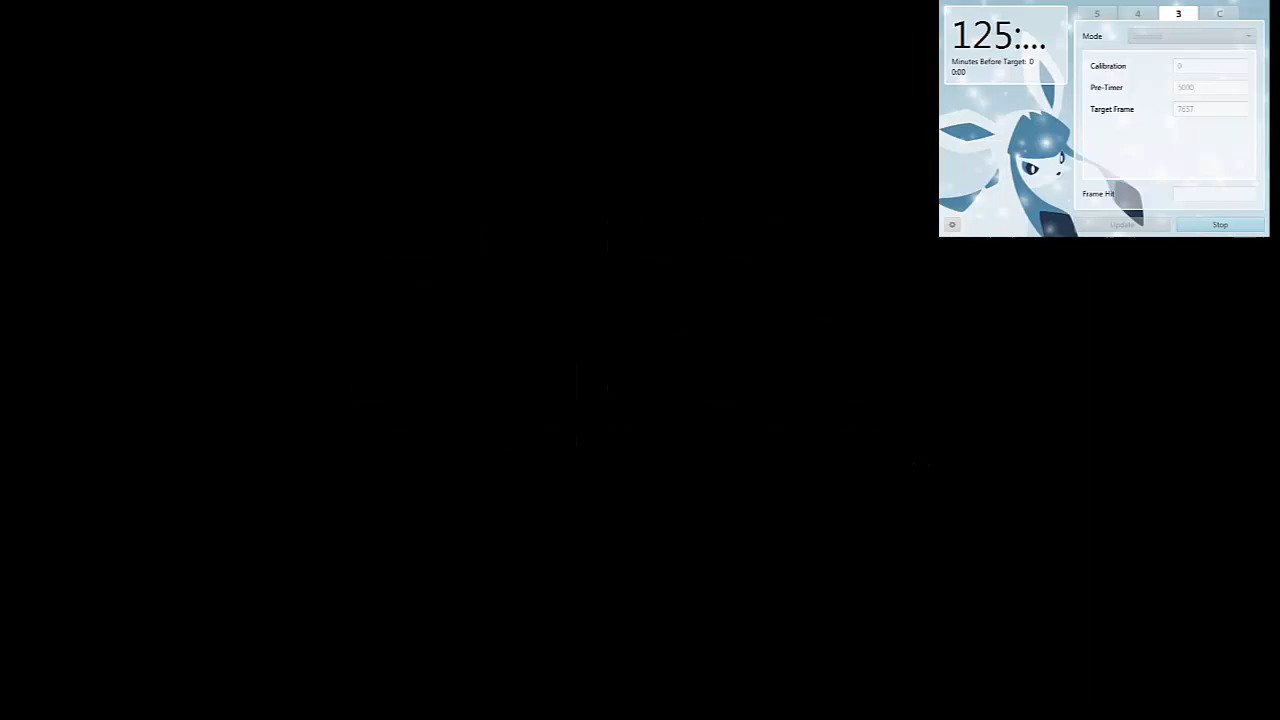 125:...
Minutes Before Target: 0
0:00
5 4 3 C
Mode
Calibration 0
Pre-Timer 5000
Target Frame 7657
Frame Hit
Update Stop